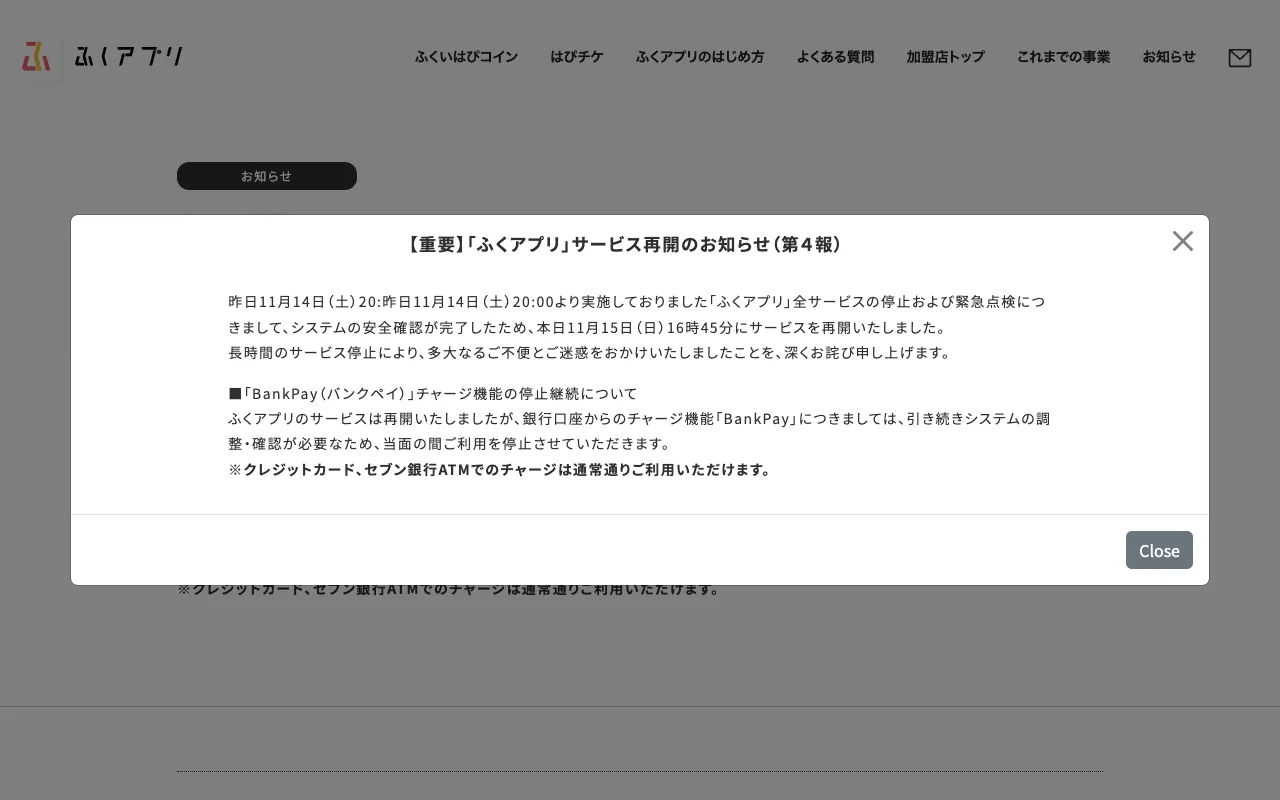 ふくアプリ
ふくいはぴコイン
はぴチケ
ふくアプリのはじめ方
よくある質問
加盟店トップ
これまでの事業
お知らせ
お知らせ
【重要】「ふくアプリ」サービス再開のお知らせ（第４報）
昨日11月14日（土）20:昨日11月14日（土）20:00より実施しておりました「ふくアプリ」全サービスの停止および緊急点検につ
きまして、システムの安全確認が完了したため、本日11月15日（日）16時45分にサービスを再開いたしました。
長時間のサービス停止により、多大なるご不便とご迷惑をおかけいたしましたことを、深くお詫び申し上げます。
■「BankPay（バンクペイ）」チャージ機能の停止継続について
ふくアプリのサービスは再開いたしましたが、銀行口座からのチャージ機能「BankPay」につきましては、引き続きシステムの調
整・確認が必要なため、当面の間ご利用を停止させていただきます。
※クレジットカード、セブン銀行ATMでのチャージは通常通りご利用いただけます。
Close
※クレジットカード、セブン銀行ATMでのチャージは通常通りご利用いただけます。